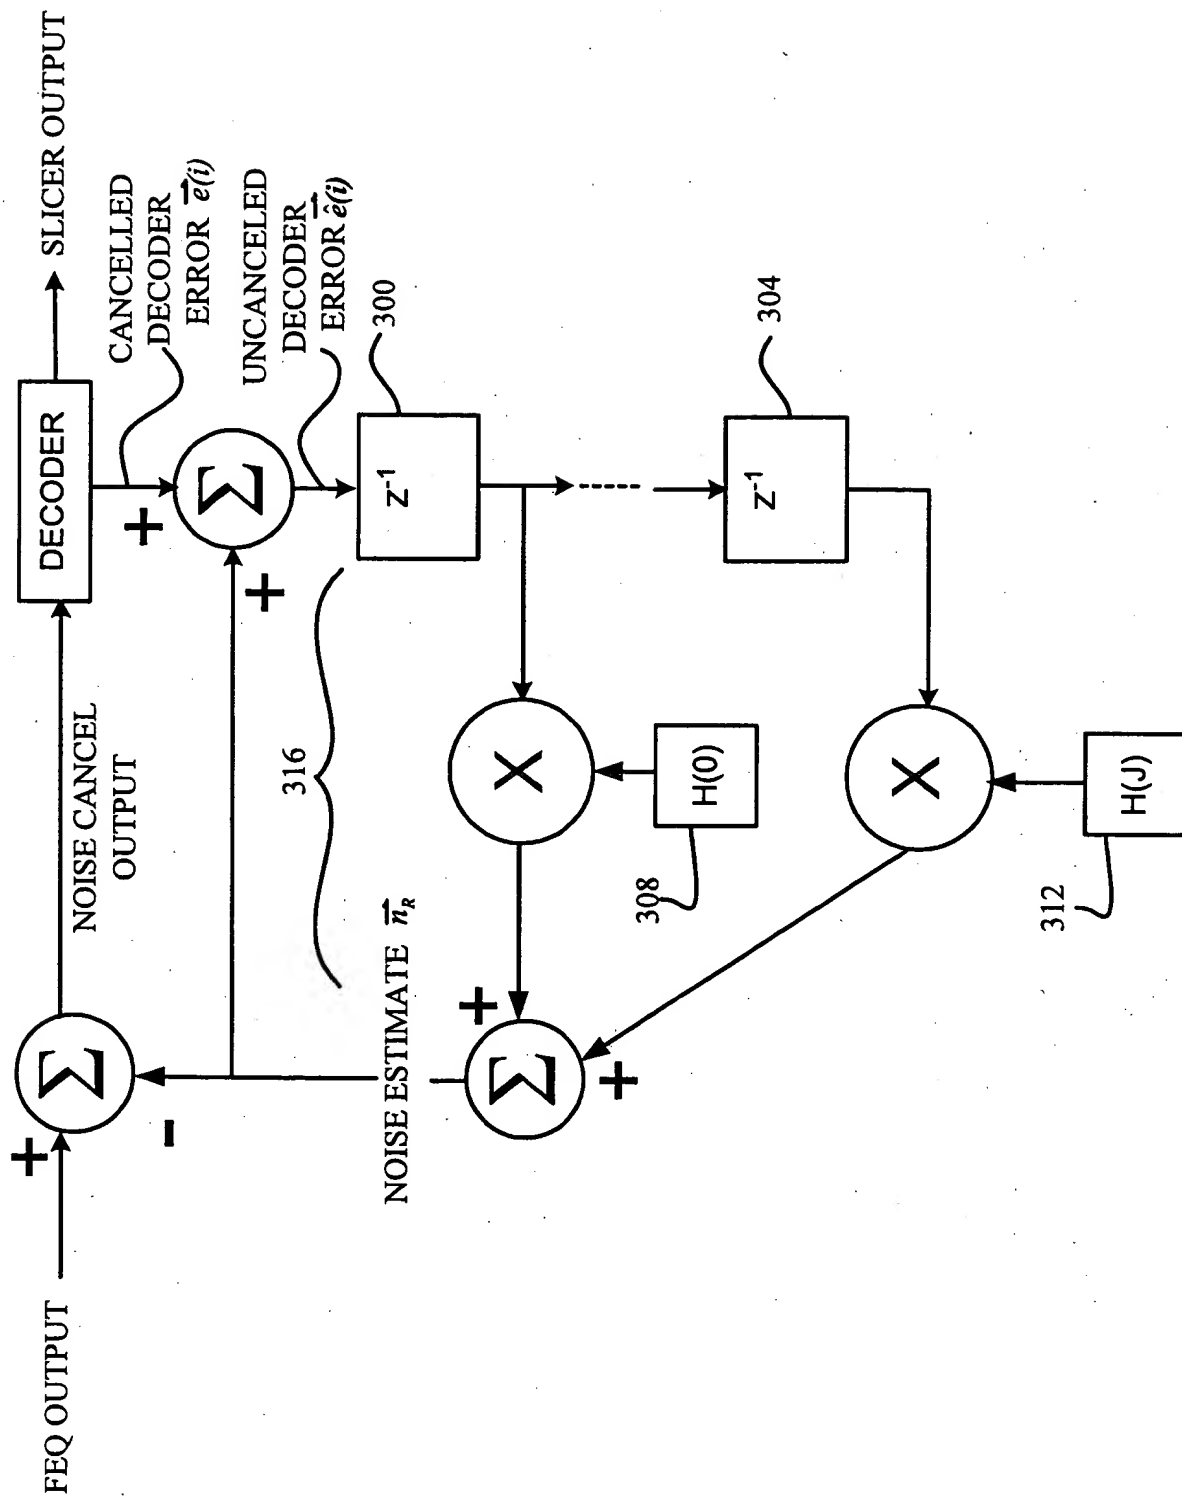 FEQ OUTPUT
+
-
Σ
NOISE CANCEL
OUTPUT
DECODER
SLICER OUTPUT
CANCELLED
DECODER
ERROR e⃗(i)
+
Σ
+
UNCANCELED
DECODER
ERROR ê⃗(i)
316
z⁻¹
300
NOISE ESTIMATE n⃗_R
+
Σ
+
X
H(0)
308
z⁻¹
304
X
H(J)
312